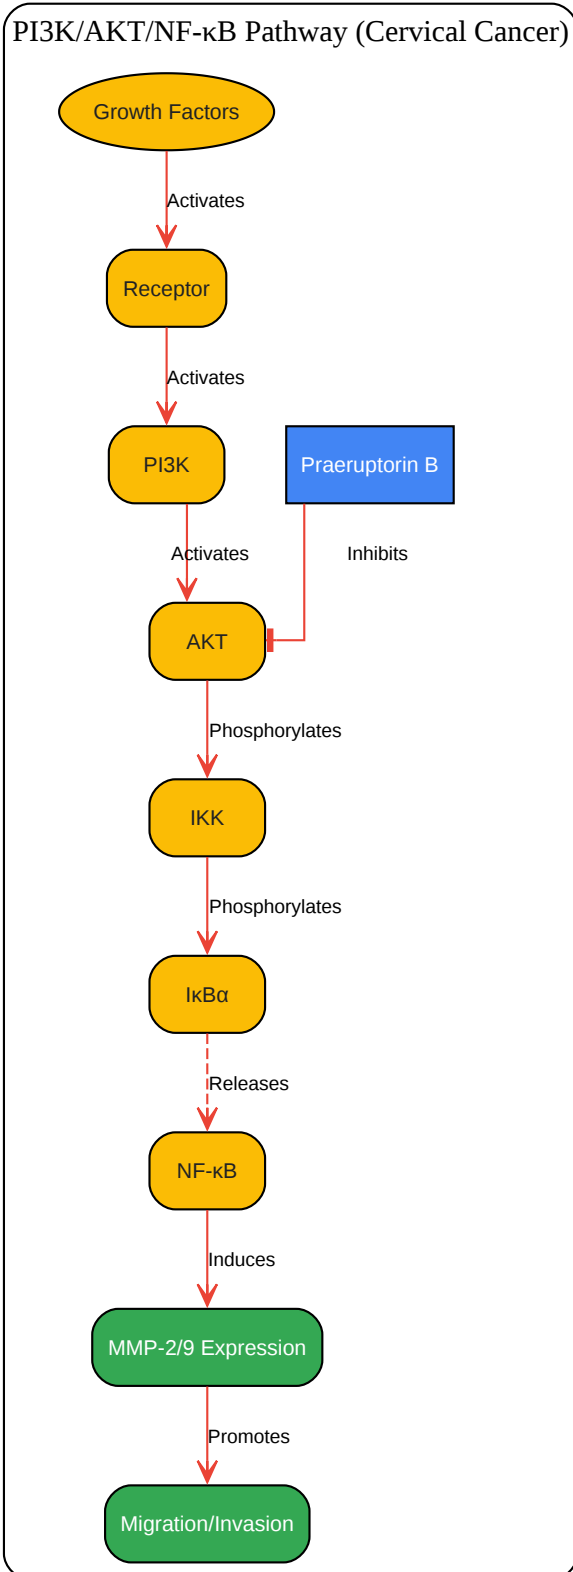 PI3K/AKT/NF-κB Pathway (Cervical Cancer)
Growth Factors
Activates
Receptor
Activates
PI3K
Praeruptorin B
Activates
Inhibits
AKT
Phosphorylates
IKK
Phosphorylates
IκBα
Releases
NF-κB
Induces
MMP-2/9 Expression
Promotes
Migration/Invasion